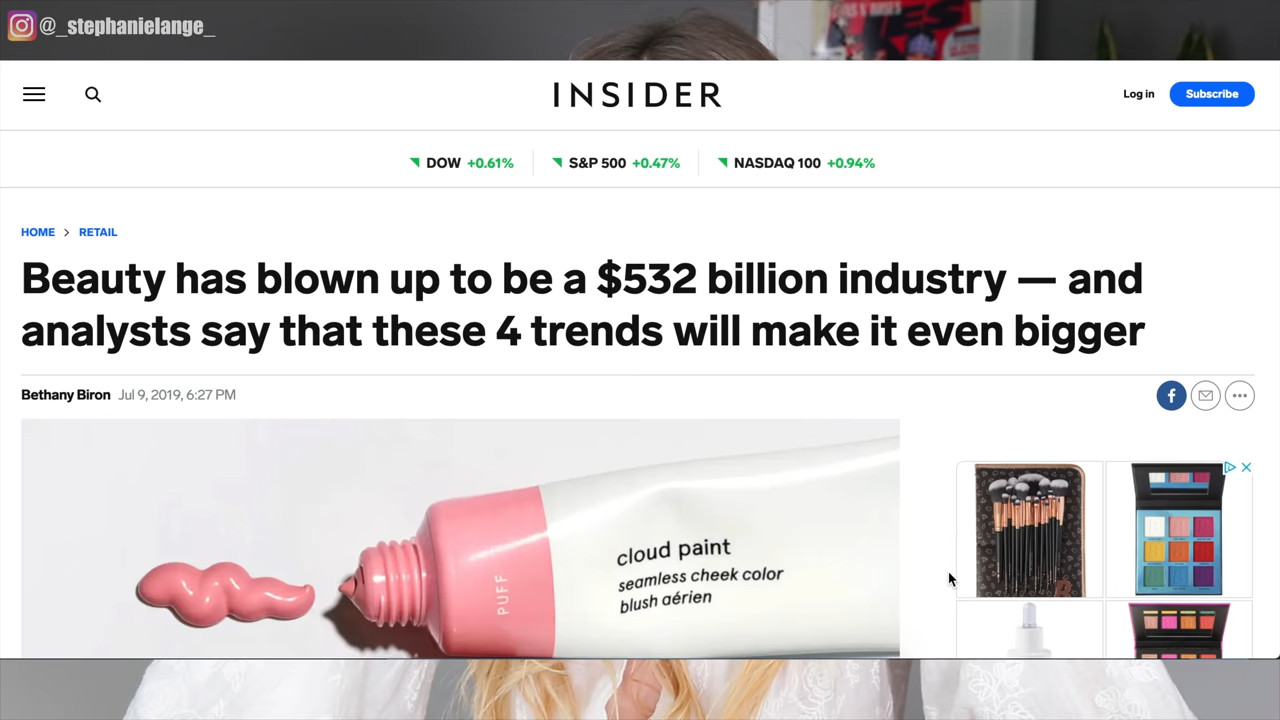 @_stephanielange_
INSIDER
Log in
Subscribe
DOW +0.61%
S&P 500 +0.47%
NASDAQ 100 +0.94%
HOME > RETAIL
Beauty has blown up to be a $532 billion industry — and
analysts say that these 4 trends will make it even bigger
Bethany Biron Jul 9, 2019, 6:27 PM
PUFF
cloud paint
seamless cheek color
blush aérien